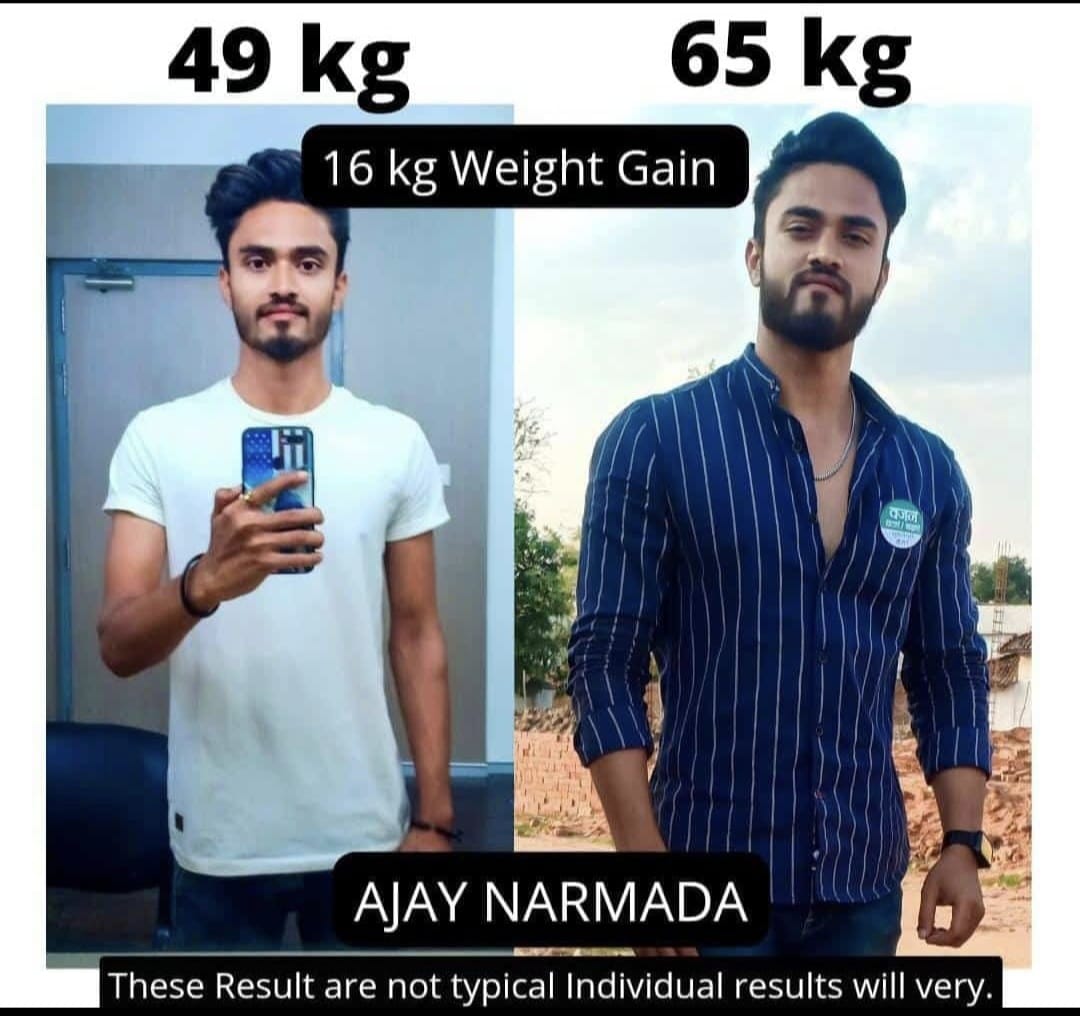 49 kg
65 kg
16 kg Weight Gain
वजन
AJAY NARMADA
These Result are not typical Individual results will very.